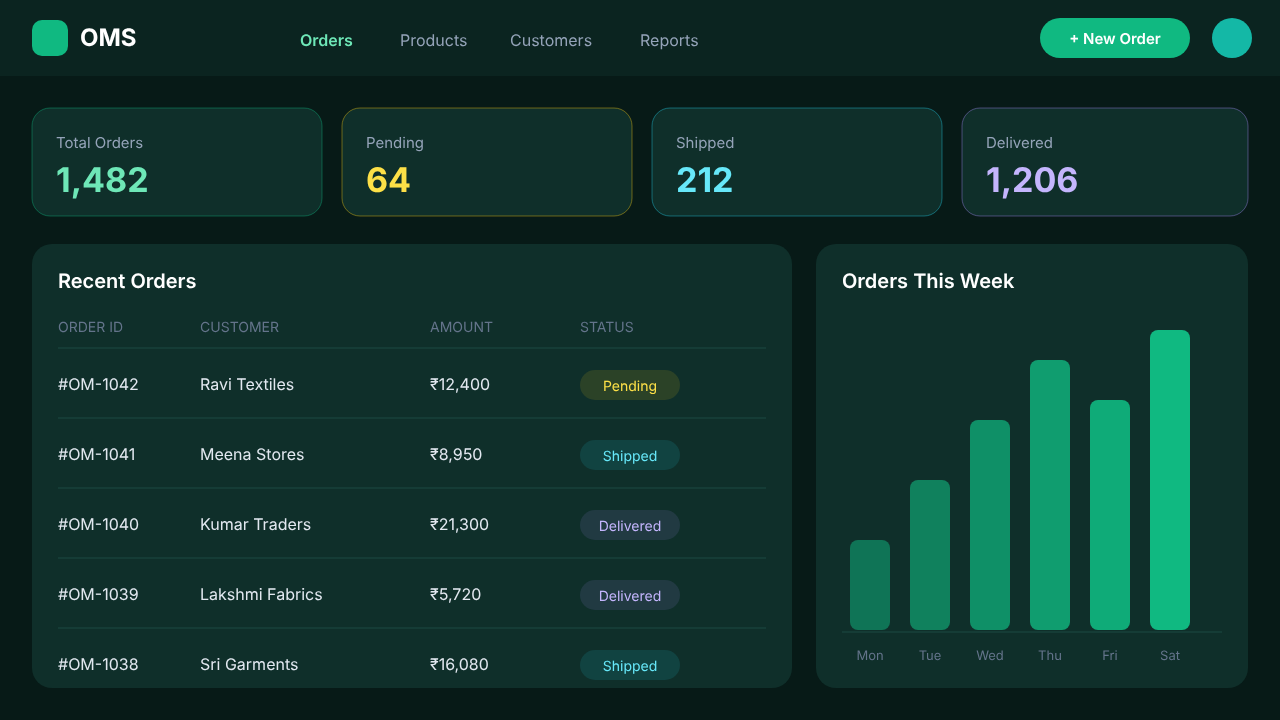 OMS
Orders Products Customers Reports
+ New Order
Total Orders
1,482
Pending
64
Shipped
212
Delivered
1,206
Recent Orders
ORDER ID CUSTOMER AMOUNT STATUS
#OM-1042 Ravi Textiles ₹12,400 Pending
#OM-1041 Meena Stores ₹8,950 Shipped
#OM-1040 Kumar Traders ₹21,300 Delivered
#OM-1039 Lakshmi Fabrics ₹5,720 Delivered
#OM-1038 Sri Garments ₹16,080 Shipped
Orders This Week
Mon Tue Wed Thu Fri Sat